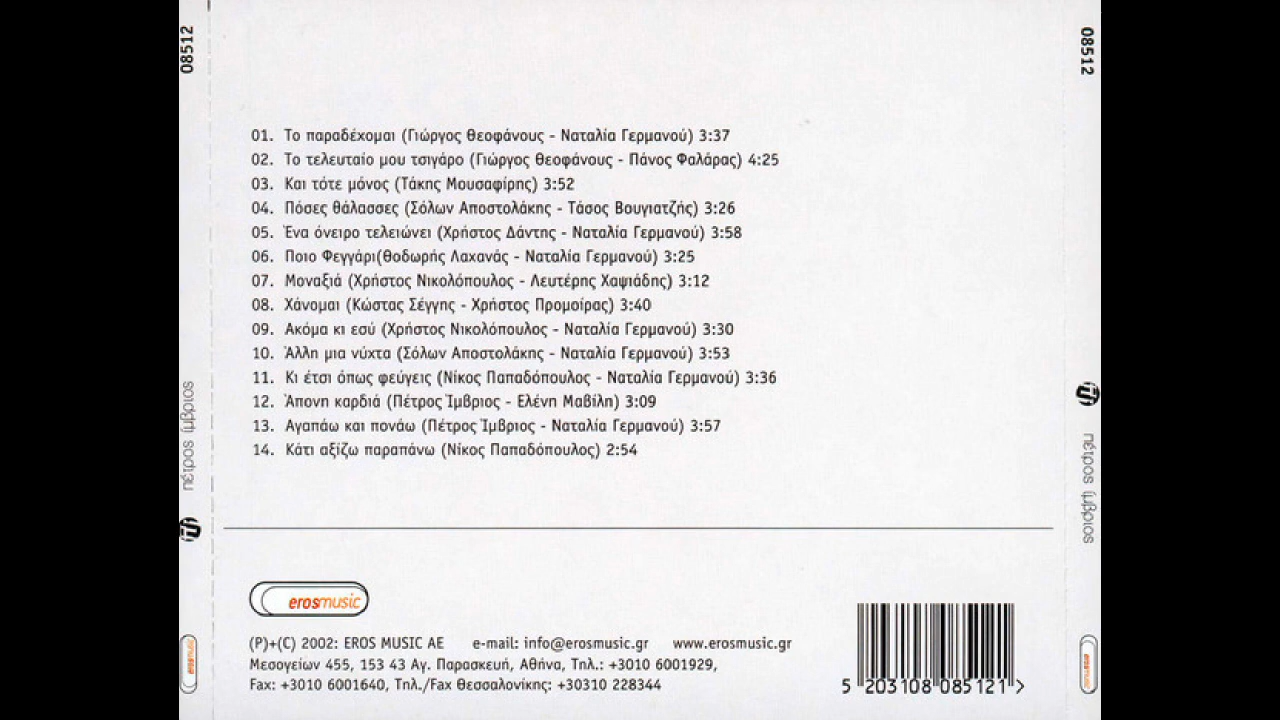 08512
08512
01. Το παραδέχομαι (Γιώργος Θεοφάνους - Ναταλία Γερμανού) 3:37
02. Το τελευταίο μου τσιγάρο (Γιώργος Θεοφάνους - Πάνος Φαλάρας) 4:25
03. Και τότε μόνος (Τάκης Μουσαφίρης) 3:52
04. Πόσες θάλασσες (Σόλων Αποστολάκης - Τάσος Βουγιατζής) 3:26
05. Ένα όνειρο τελειώνει (Χρήστος Δάντης - Ναταλία Γερμανού) 3:58
06. Ποιο Φεγγάρι(Θοδωρής Λαχανάς - Ναταλία Γερμανού) 3:25
07. Μοναξιά (Χρήστος Νικολόπουλος - Λευτέρης Χαψιάδης) 3:12
08. Χάνομαι (Κώστας Σέγγης - Χρήστος Προμοίρας) 3:40
09. Ακόμα κι εσύ (Χρήστος Νικολόπουλος - Ναταλία Γερμανού) 3:30
10. Άλλη μια νύχτα (Σόλων Αποστολάκης - Ναταλία Γερμανού) 3:53
11. Κι έτσι όπως φεύγεις (Νίκος Παπαδόπουλος - Ναταλία Γερμανού) 3:36
12. Άπονη καρδιά (Πέτρος Ίμβριος - Ελένη Μαβίλη) 3:09
13. Αγαπάω και πονάω (Πέτρος Ίμβριος - Ναταλία Γερμανού) 3:57
14. Κάτι αξίζω παραπάνω (Νίκος Παπαδόπουλος) 2:54
πέτρος ίμβριος
πέτρος ίμβριος
erosmusic
(P)+(C) 2002: EROS MUSIC AE e-mail: info@erosmusic.gr www.erosmusic.gr
Μεσογείων 455, 153 43 Αγ. Παρασκευή, Αθήνα, Τηλ.: +3010 6001929,
Fax: +3010 6001640, Τηλ./Fax Θεσσαλονίκης: +30310 228344
5 203108 085121 >
erosmusic
erosmusic